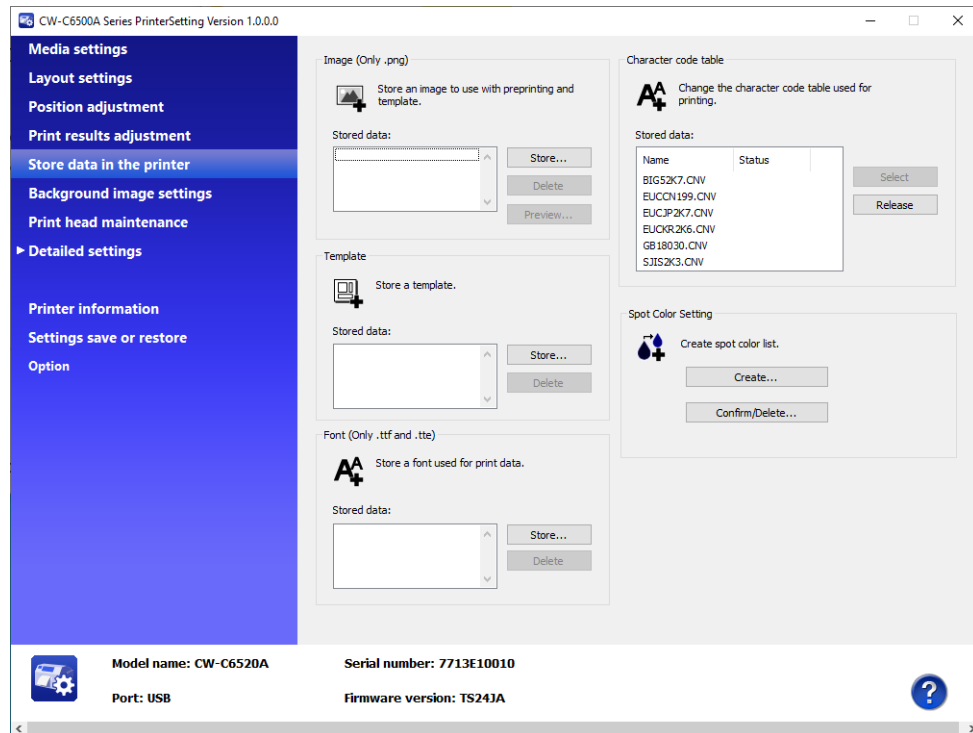 CW-C6500A Series PrinterSetting Version 1.0.0.0
Media settings
Layout settings
Position adjustment
Print results adjustment
Store data in the printer
Background image settings
Print head maintenance
Detailed settings
Printer information
Settings save or restore
Option
Image (Only .png)
Store an image to use with preprinting and
template.
Stored data:
Store...
Delete
Preview...
Template
Store a template.
Stored data:
Store...
Delete
Font (Only .ttf and .tte)
Store a font used for print data.
Stored data:
Store...
Delete
Character code table
Change the character code table used for
printing.
Stored data:
Name Status
BIG52K7.CNV
EUCCN199.CNV
EUCJP2K7.CNV
EUCKR2K6.CNV
GB18030.CNV
SJIS2K3.CNV
Select
Release
Spot Color Setting
Create spot color list.
Create...
Confirm/Delete...
Model name: CW-C6520A Serial number: 7713E10010
Port: USB Firmware version: TS24JA